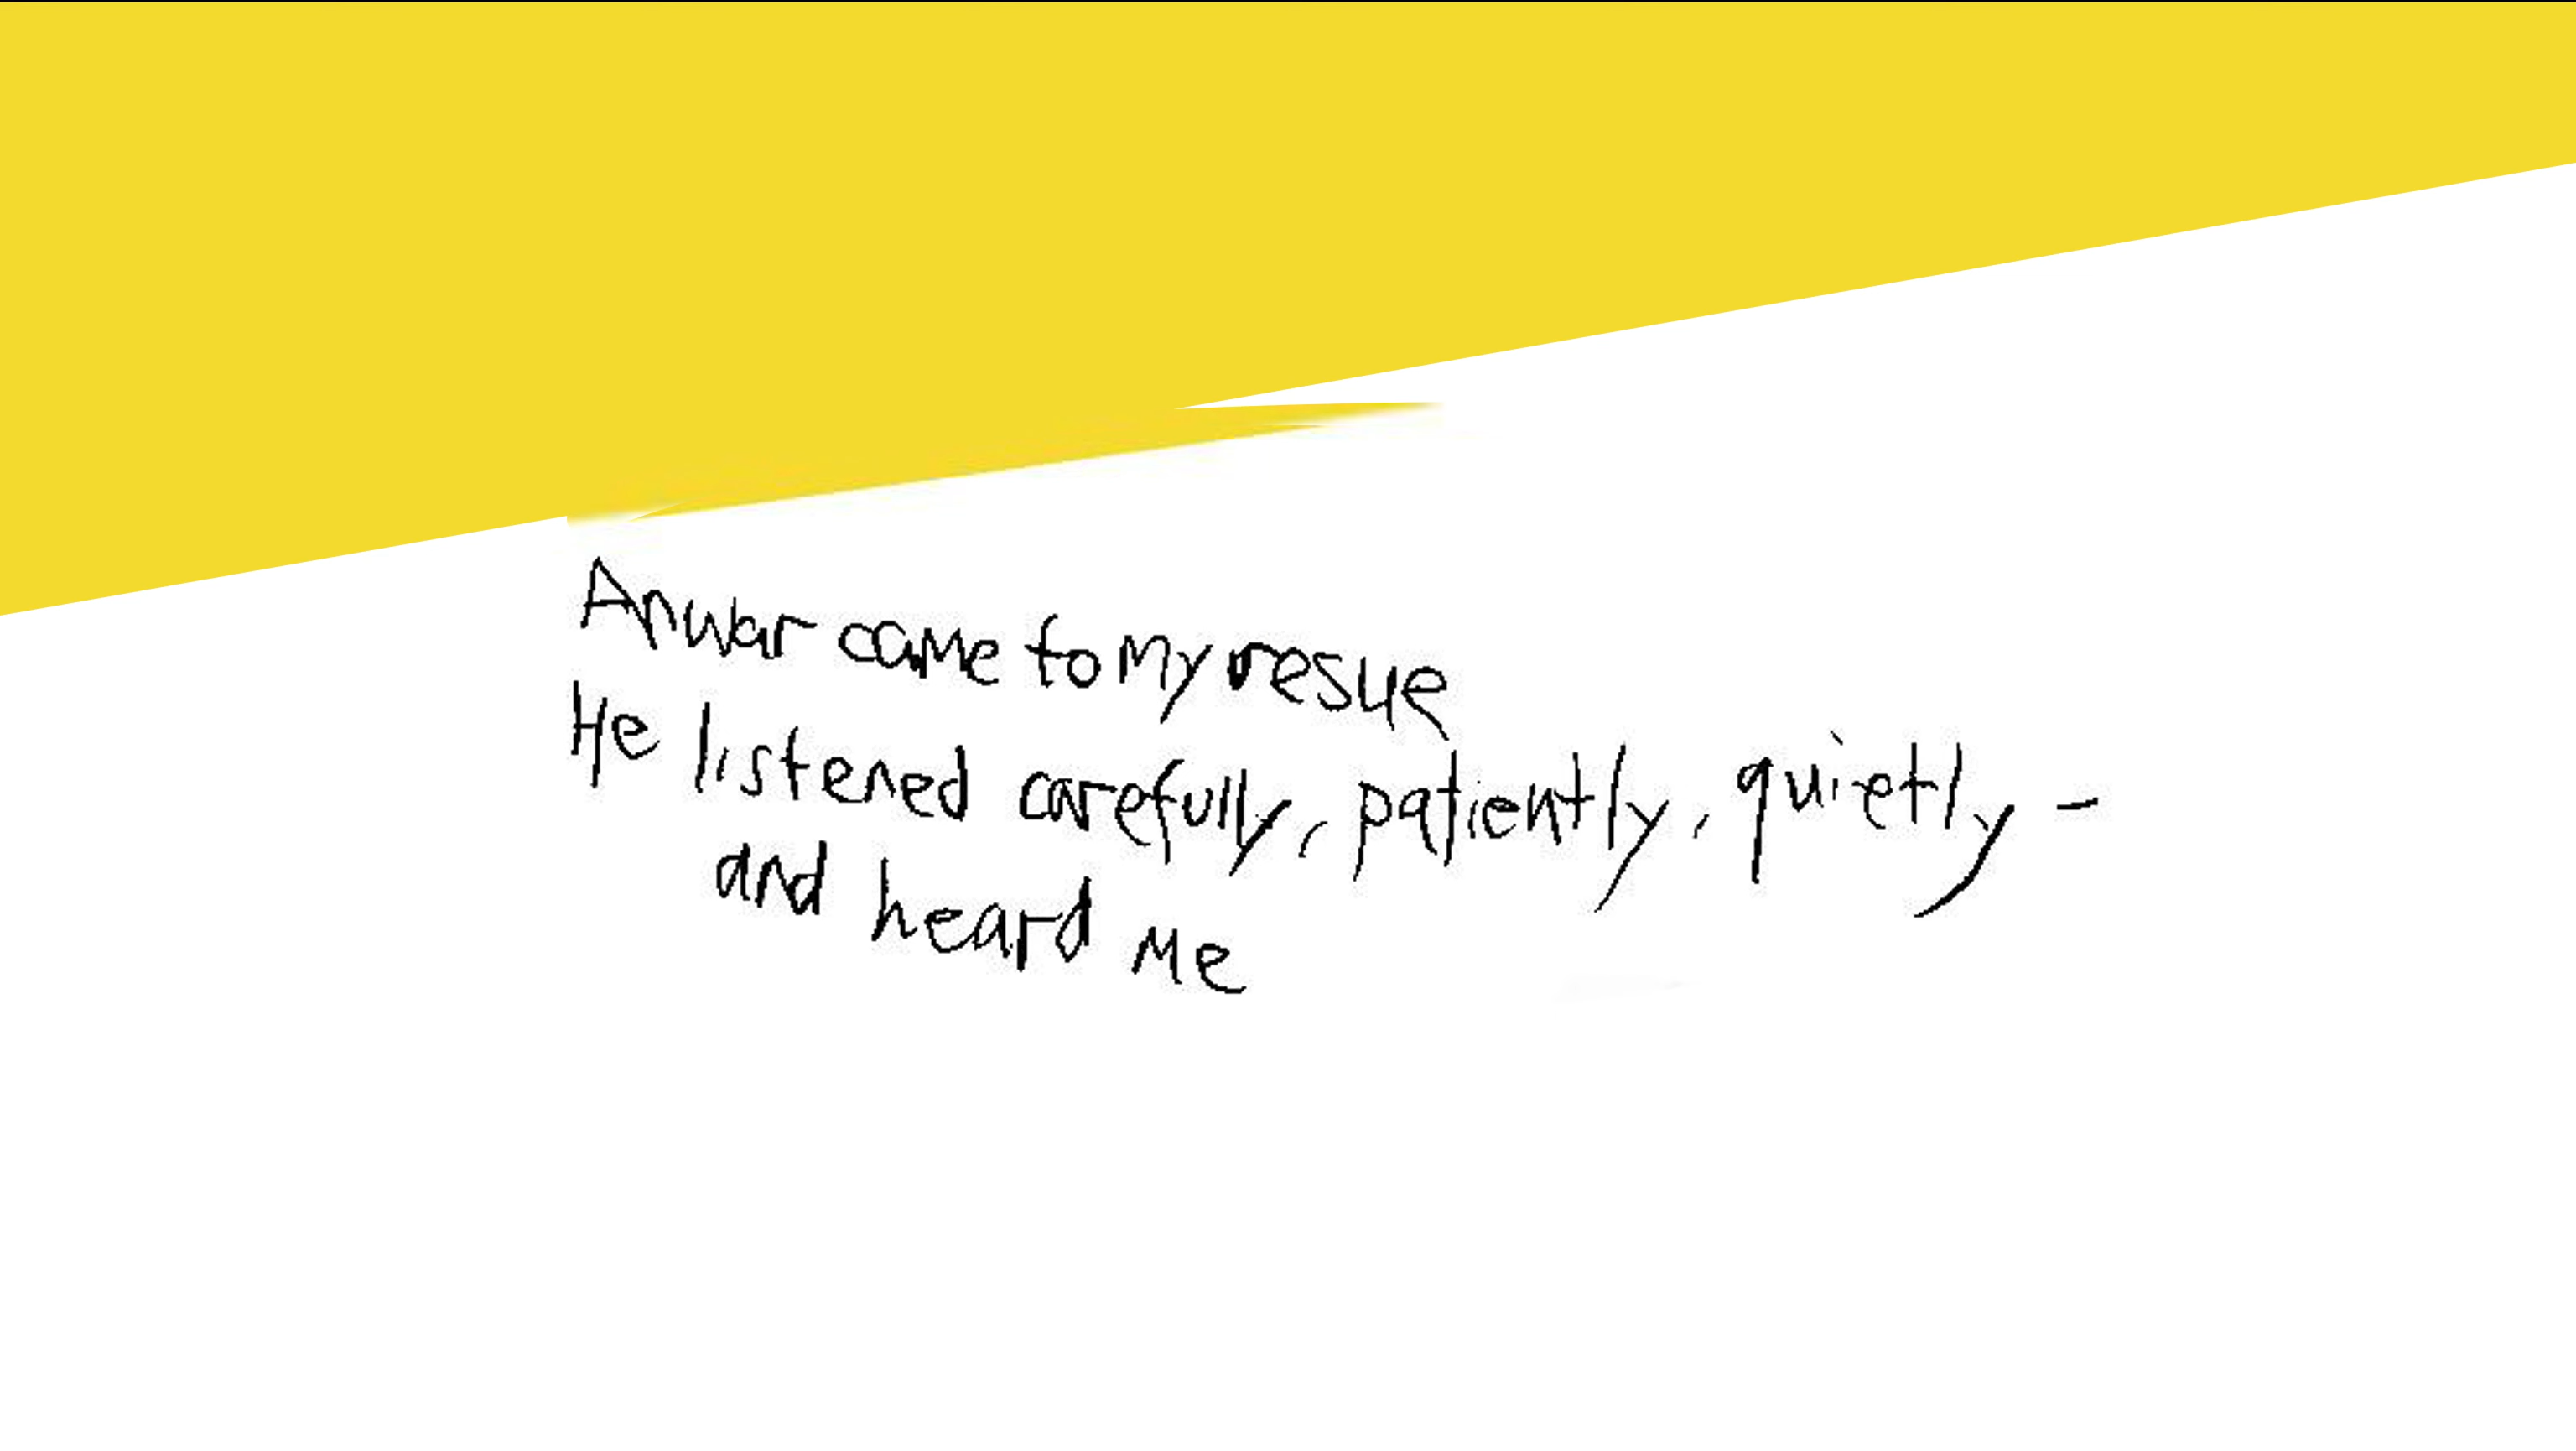 Anwar came to my resue
He listened carefully, patiently, quietly -
and heard me